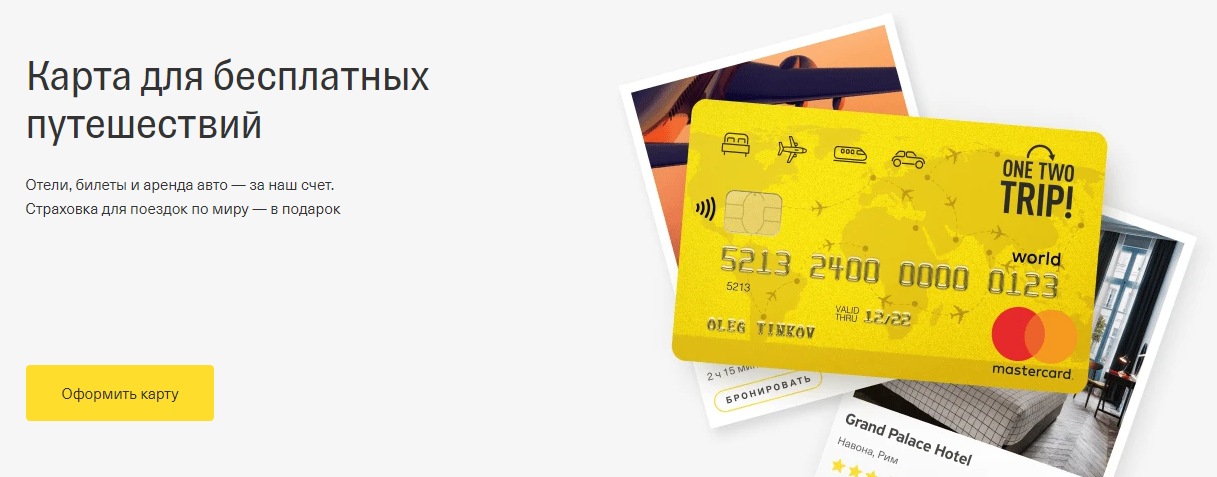 Карта для бесплатных
путешествий
Отели, билеты и аренда авто — за наш счет.
Страховка для поездок по миру — в подарок
Оформить карту
ONE TWO
TRIP!
world
5213 2400 0000 0123
5213
VALID
THRU 12/22
OLEG TINKOV
mastercard.
2 ч 15 мин
БРОНИРОВАТЬ
Grand Palace Hotel
Навона, Рим